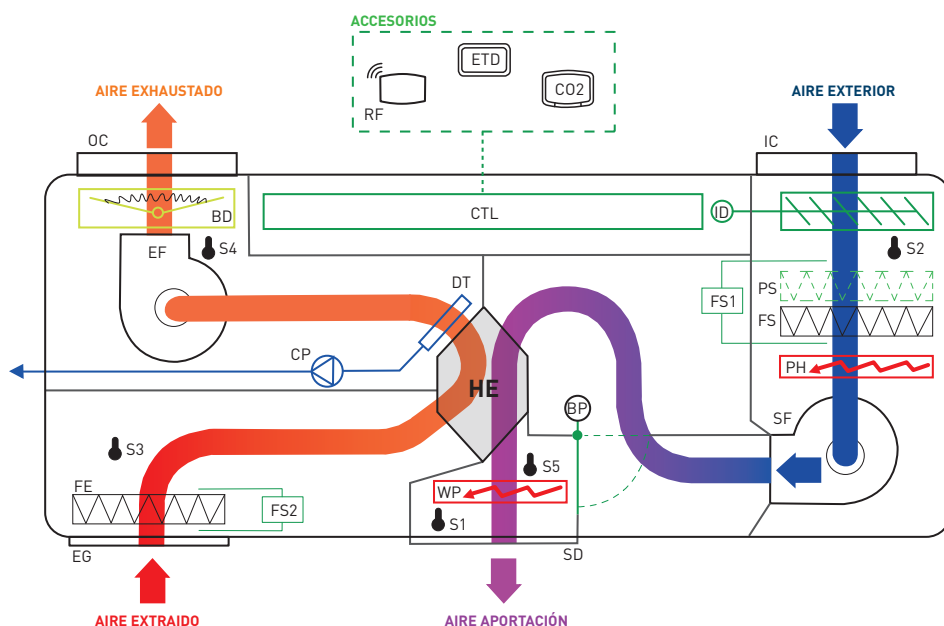 ACCESORIOS
ETD
CO2
RF
AIRE EXHAUSTADO
AIRE EXTERIOR
OC
IC
CTL
ID
BD
EF
S4
S2
PS
FS1
FS
DT
CP
PH
HE
BP
SF
S3
S5
FE
WP
FS2
S1
EG
SD
AIRE EXTRAIDO
AIRE APORTACIÓN